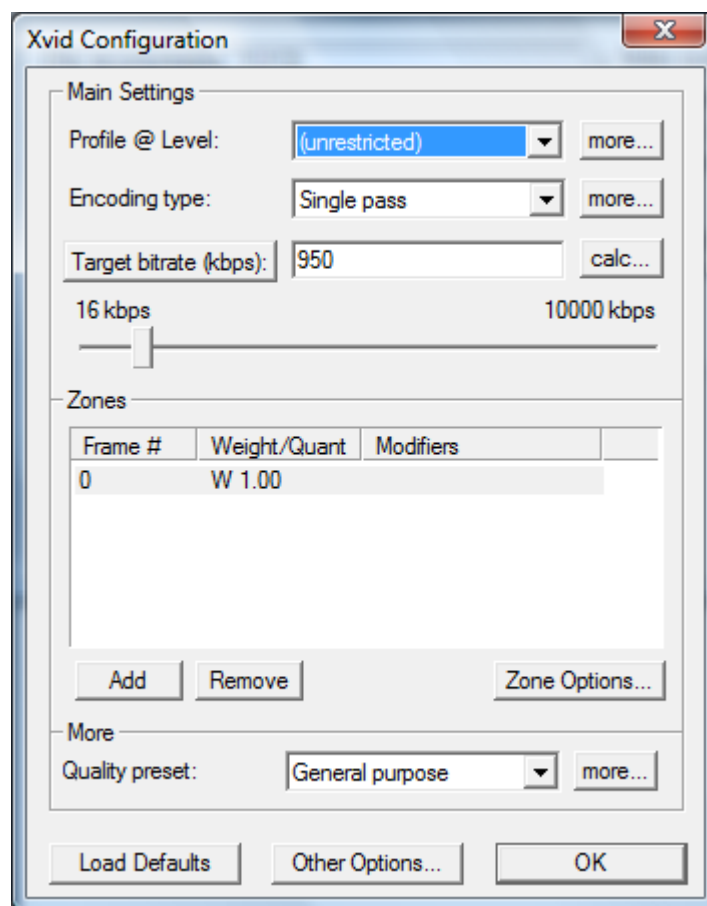 Xvid Configuration
Main Settings
Profile @ Level: (unrestricted) more...
Encoding type: Single pass more...
Target bitrate (kbps): 950 calc...
16 kbps 10000 kbps
Zones
Frame # Weight/Quant Modifiers
0 W 1.00
Add Remove Zone Options...
More
Quality preset: General purpose more...
Load Defaults Other Options... OK